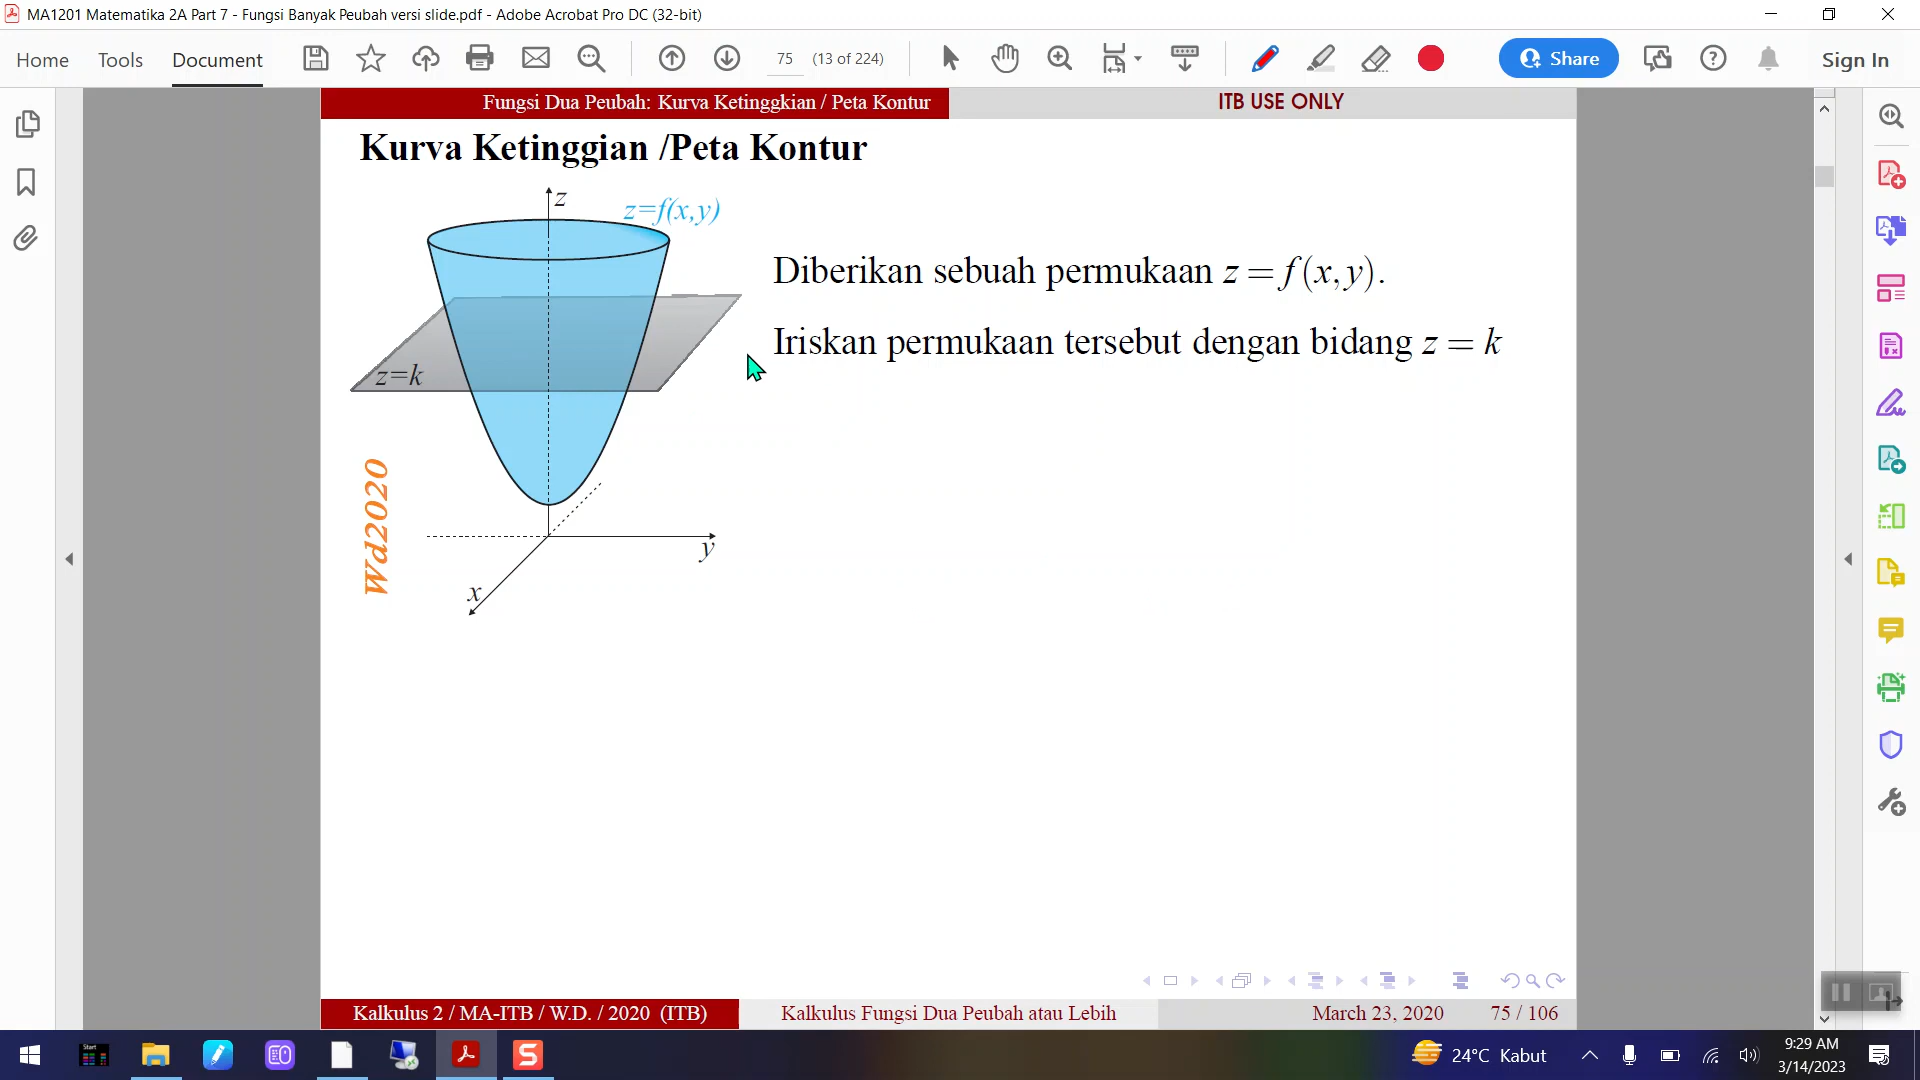 MA1201 Matematika 2A Part 7 - Fungsi Banyak Peubah versi slide.pdf - Adobe Acrobat Pro DC (32-bit)
Home Tools Document 75 (13 of 224) Share Sign In
Fungsi Dua Peubah: Kurva Ketinggkian / Peta Kontur ITB USE ONLY
Kurva Ketinggian /Peta Kontur
z
z=f(x,y)
Diberikan sebuah permukaan z = f(x,y).
Iriskan permukaan tersebut dengan bidang z = k
z=k
Wd2020
y
x
Kalkulus 2 / MA-ITB / W.D. / 2020 (ITB) Kalkulus Fungsi Dua Peubah atau Lebih March 23, 2020 75 / 106
Start
24°C Kabut
9:29 AM
3/14/2023